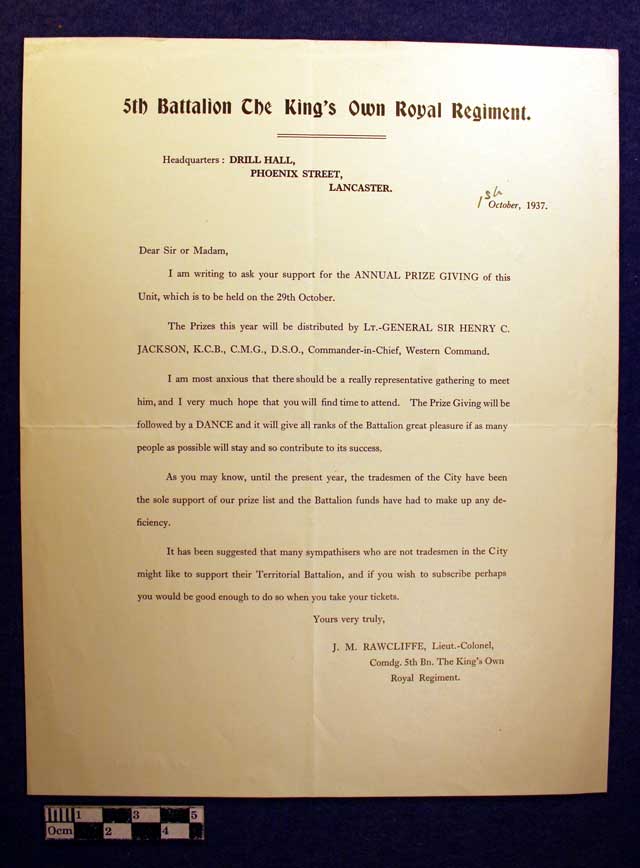 5th Battalion The King's Own Royal Regiment.
Headquarters : DRILL HALL,
PHOENIX STREET,
LANCASTER.
1st October, 1937.
Dear Sir or Madam,
I am writing to ask your support for the ANNUAL PRIZE GIVING of this
Unit, which is to be held on the 29th October.
The Prizes this year will be distributed by LT.-GENERAL SIR HENRY C.
JACKSON, K.C.B., C.M.G., D.S.O., Commander-in-Chief, Western Command.
I am most anxious that there should be a really representative gathering to meet
him, and I very much hope that you will find time to attend. The Prize Giving will be
followed by a DANCE and it will give all ranks of the Battalion great pleasure if as many
people as possible will stay and so contribute to its success.
As you may know, until the present year, the tradesmen of the City have been
the sole support of our prize list and the Battalion funds have had to make up any de-
ficiency.
It has been suggested that many sympathisers who are not tradesmen in the City
might like to support their Territorial Battalion, and if you wish to subscribe perhaps
you would be good enough to do so when you take your tickets.
Yours very truly,
J. M. RAWCLIFFE, Lieut.-Colonel,
Comdg. 5th Bn. The King's Own
Royal Regiment.
1 3 5
0cm 2 4